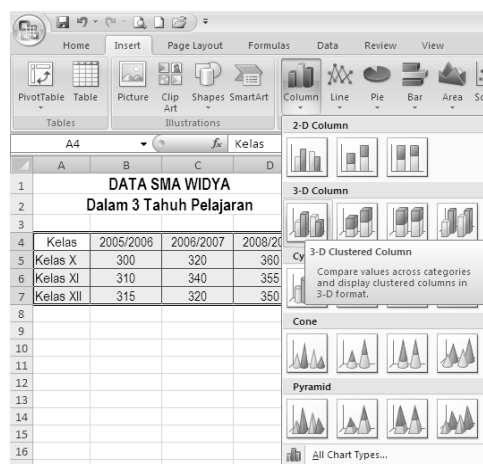 Home Insert Page Layout Formulas Data Review View
PivotTable Table Picture Clip Art Shapes SmartArt Column Line Pie Bar Area
Tables Illustrations
A4 fx Kelas
2-D Column
A B C D
1 DATA SMA WIDYA
2 Dalam 3 Tahuh Pelajaran
3
3-D Column
4 Kelas 2005/2006 2006/2007 2008/20
5 Kelas X 300 320 360
6 Kelas XI 310 340 355
7 Kelas XII 315 320 350
8
9
10
11
12
13
14
15
16
3-D Clustered Column
Compare values across categories
and display clustered columns in
3-D format.
Cone
Pyramid
All Chart Types...